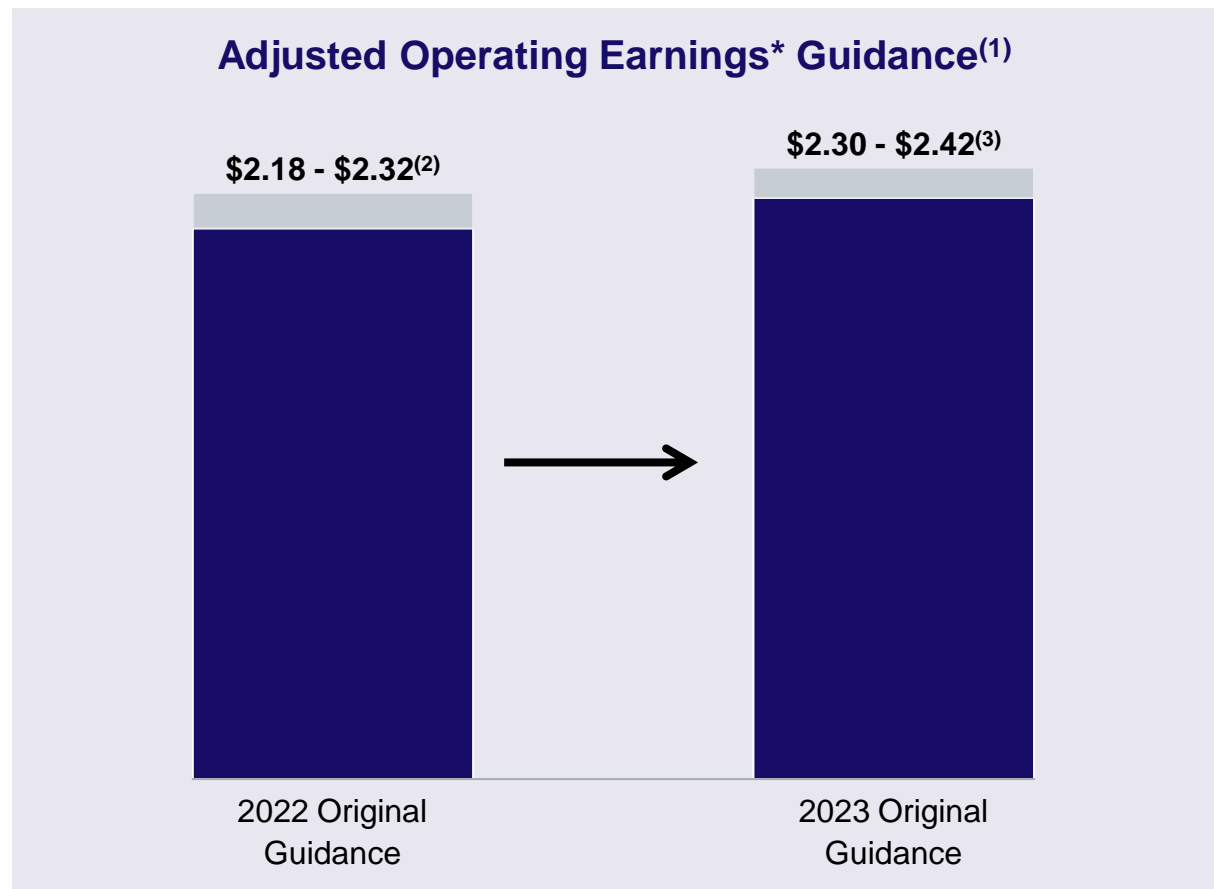 Adjusted Operating Earnings* Guidance(1)
$2.18 - $2.32(2)
$2.30 - $2.42(3)
2022 Original
Guidance
2023 Original
Guidance